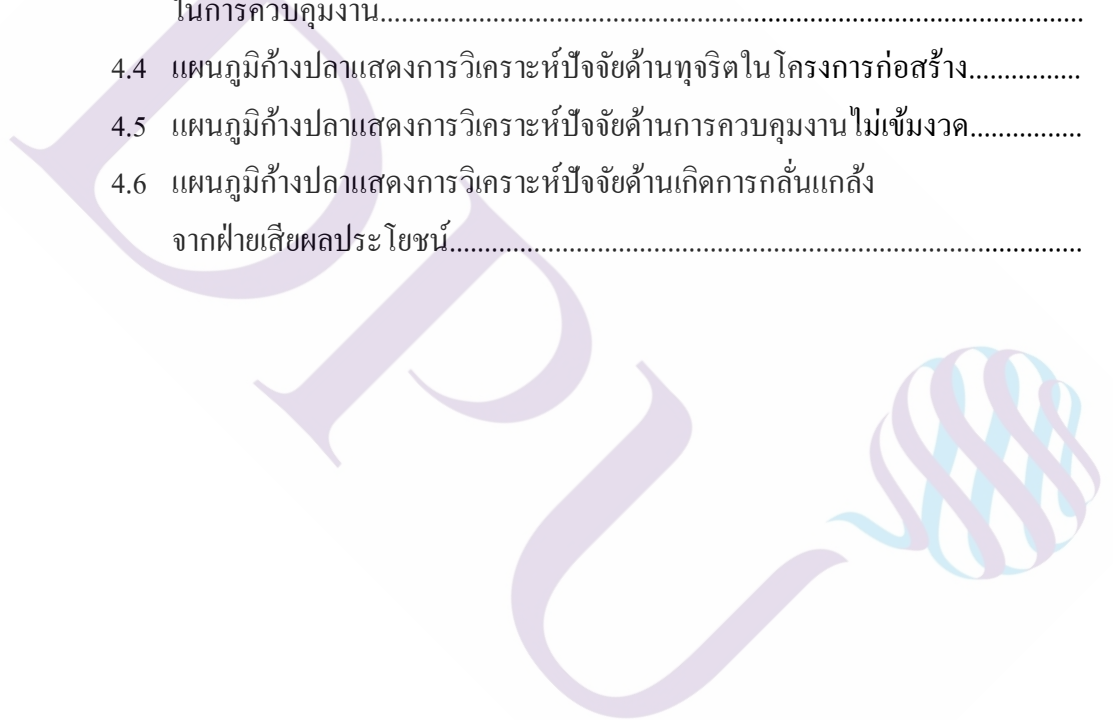 ในการควบคุมงาน....................................................................................................
4.4 แผนภูมิก้างปลาแสดงการวิเคราะห์ปัจจัยด้านทุจริตในโครงการก่อสร้าง................
4.5 แผนภูมิก้างปลาแสดงการวิเคราะห์ปัจจัยด้านการควบคุมงานไม่เข้มงวด................
4.6 แผนภูมิก้างปลาแสดงการวิเคราะห์ปัจจัยด้านเกิดการกลั่นแกล้ง
จากฝ่ายเสียผลประโยชน์..........................................................................................
DPU